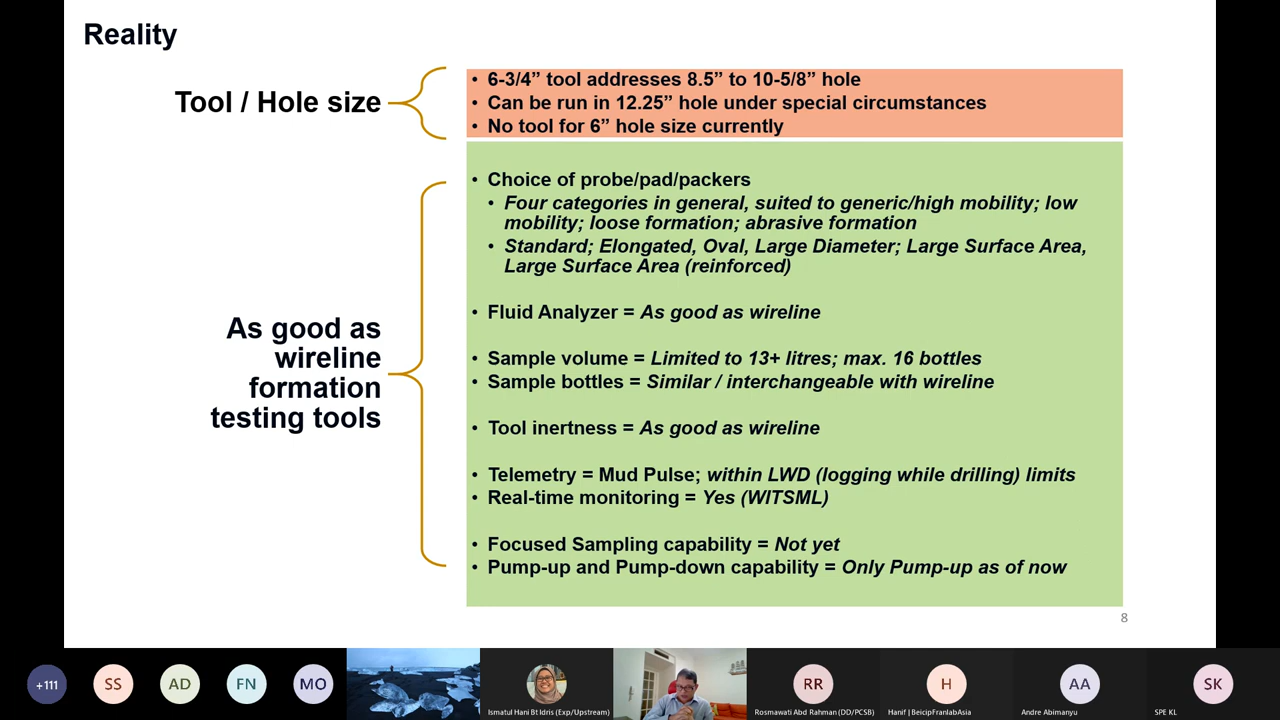 Reality
Tool / Hole size
• 6-3/4” tool addresses 8.5” to 10-5/8” hole
• Can be run in 12.25” hole under special circumstances
• No tool for 6” hole size currently
As good as
wireline
formation
testing tools
• Choice of probe/pad/packers
• Four categories in general, suited to generic/high mobility; low
mobility; loose formation; abrasive formation
• Standard; Elongated, Oval, Large Diameter; Large Surface Area,
Large Surface Area (reinforced)
• Fluid Analyzer = As good as wireline
• Sample volume = Limited to 13+ litres; max. 16 bottles
• Sample bottles = Similar / interchangeable with wireline
• Tool inertness = As good as wireline
• Telemetry = Mud Pulse; within LWD (logging while drilling) limits
• Real-time monitoring = Yes (WITSML)
• Focused Sampling capability = Not yet
• Pump-up and Pump-down capability = Only Pump-up as of now
8
+111
SS
AD
FN
MO
RR
H
AA
SK
Ismatul Hani Bt Idris (Exp/Upstream)
Rosmawati Abd Rahman (DD/PCSB)
Hanif | BeicipFranlabAsia
Andre Abimanyu
SPE KL